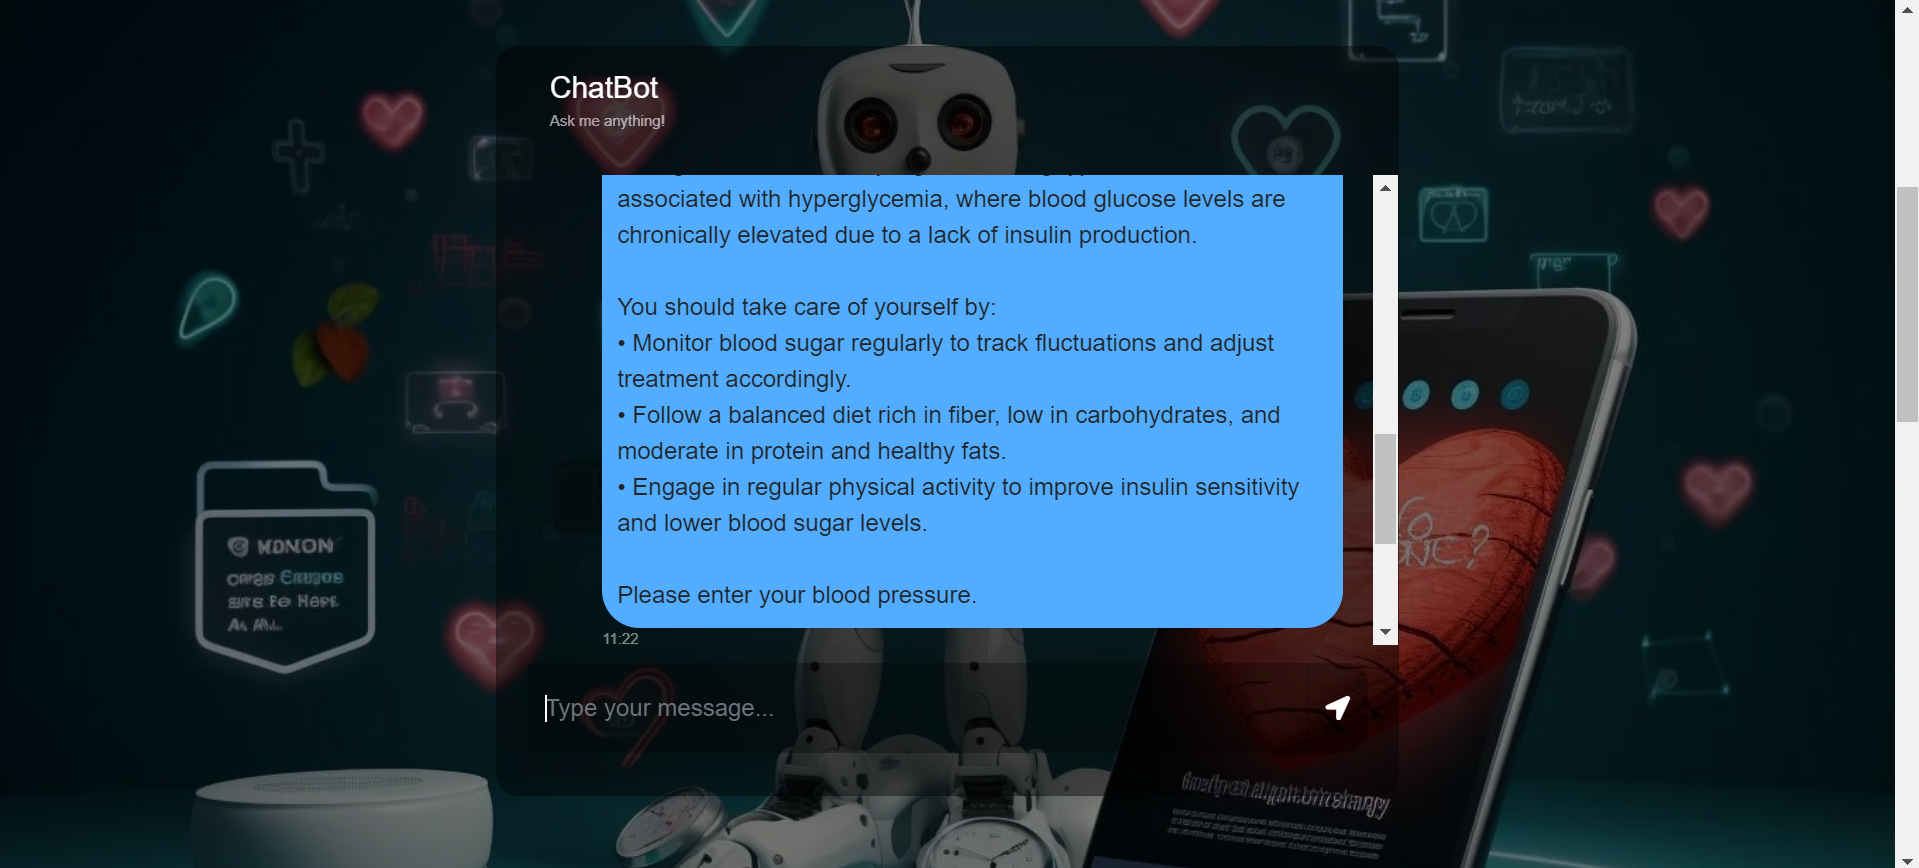 ChatBot
Ask me anything!
associated with hyperglycemia, where blood glucose levels are
chronically elevated due to a lack of insulin production.
You should take care of yourself by:
• Monitor blood sugar regularly to track fluctuations and adjust
treatment accordingly.
• Follow a balanced diet rich in fiber, low in carbohydrates, and
moderate in protein and healthy fats.
• Engage in regular physical activity to improve insulin sensitivity
and lower blood sugar levels.
Please enter your blood pressure.
11:22
Type your message...